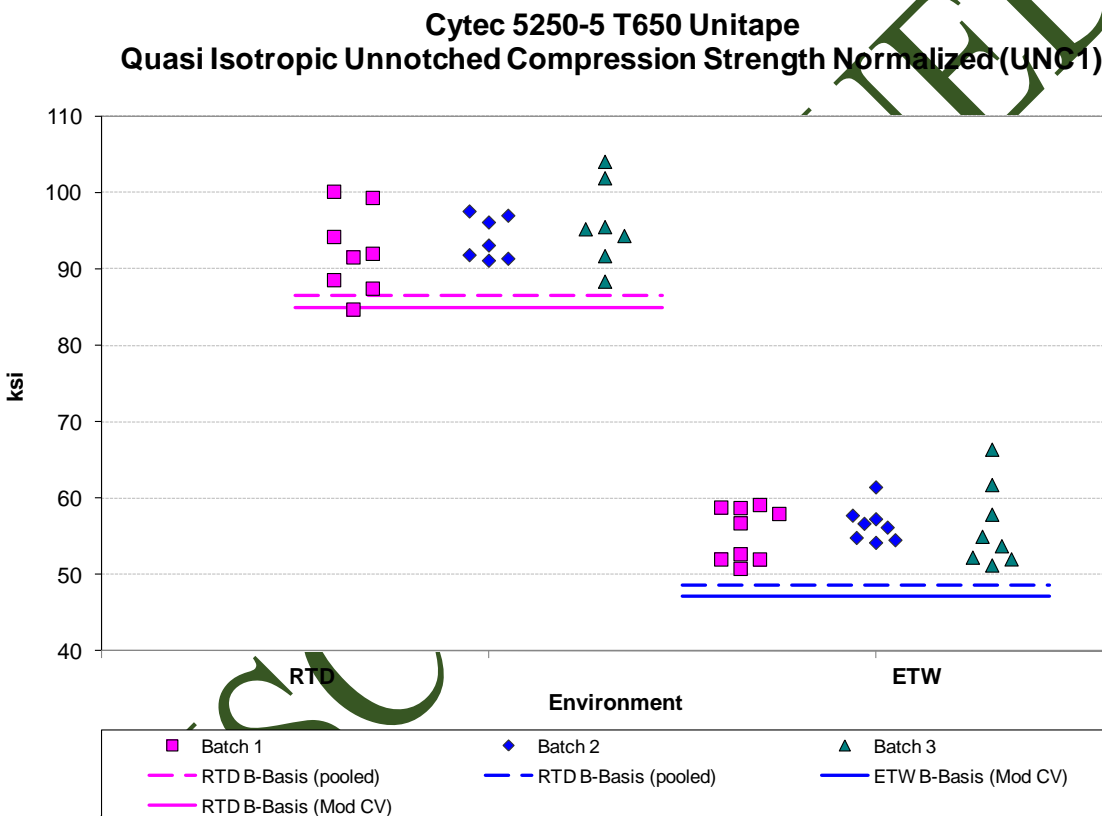 Cytec 5250-5 T650 Unitape
Quasi Isotropic Unnotched Compression Strength Normalized (UNC1)
110
100
90
80
70
60
50
40
ksi
RTD ETW
Environment
Batch 1 Batch 2 Batch 3
RTD B-Basis (pooled) RTD B-Basis (pooled) ETW B-Basis (Mod CV)
RTD B-Basis (Mod CV)